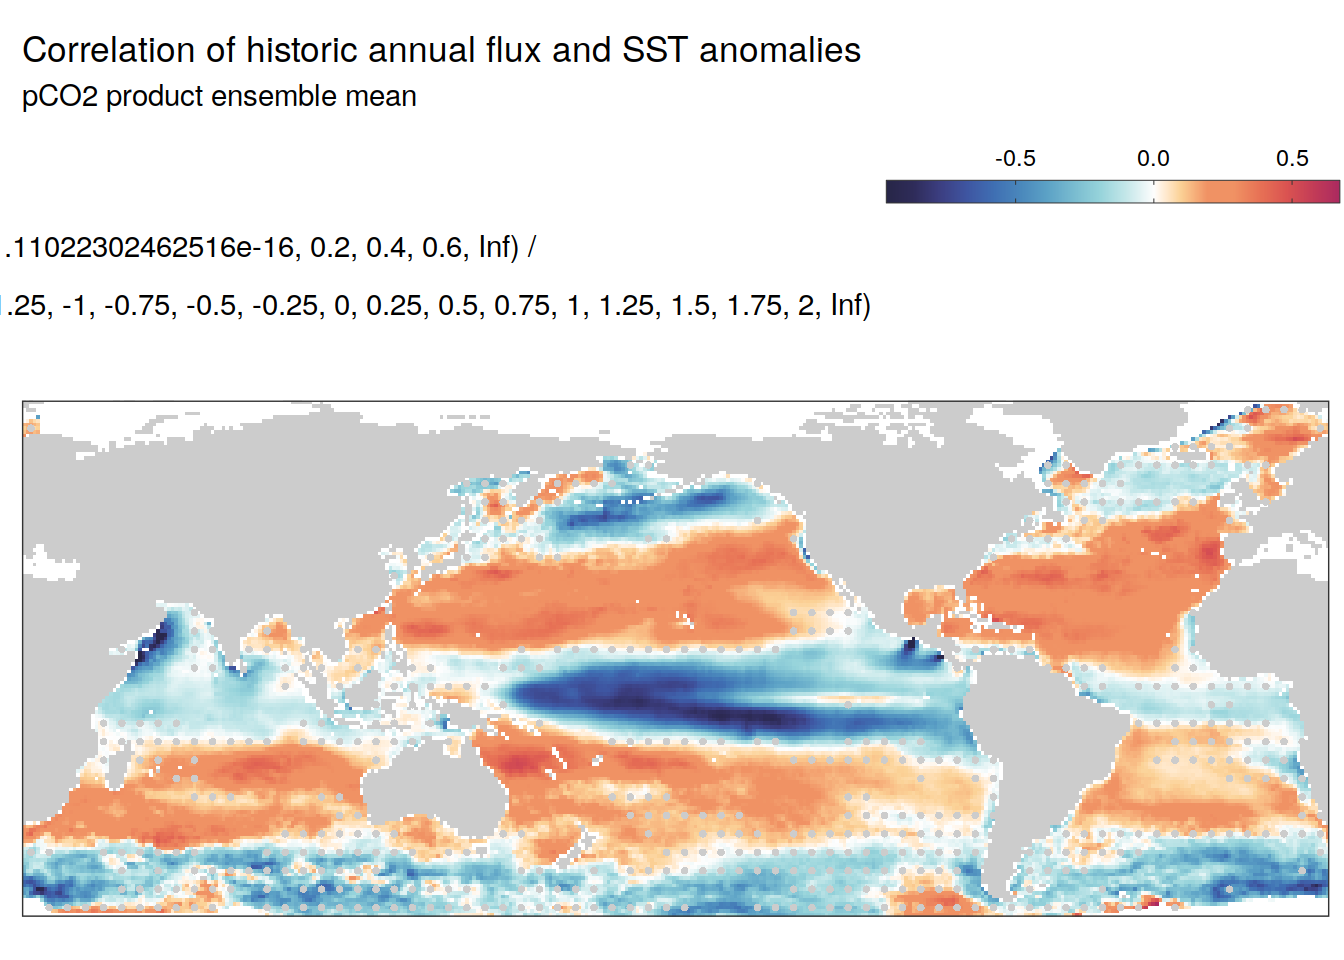 Correlation of historic annual flux and SST anomalies
pCO2 product ensemble mean
-0.5 0.0 0.5
.11022302462516e-16, 0.2, 0.4, 0.6, Inf) /
.25, -1, -0.75, -0.5, -0.25, 0, 0.25, 0.5, 0.75, 1, 1.25, 1.5, 1.75, 2, Inf)